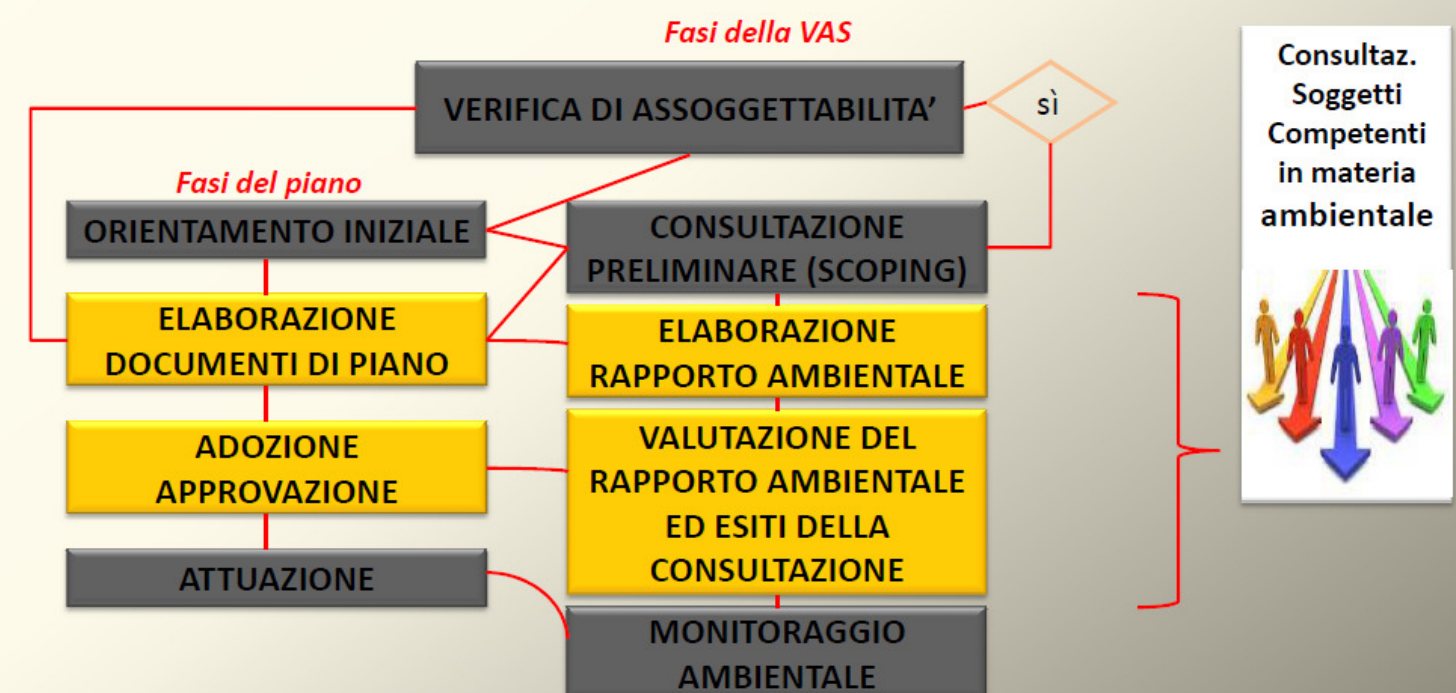 Fasi della VAS
VERIFICA DI ASSOGGETTABILITA’
sì
Fasi del piano
ORIENTAMENTO INIZIALE
ELABORAZIONE
DOCUMENTI DI PIANO
ADOZIONE
APPROVAZIONE
ATTUAZIONE
CONSULTAZIONE
PRELIMINARE (SCOPING)
ELABORAZIONE
RAPPORTO AMBIENTALE
VALUTAZIONE DEL
RAPPORTO AMBIENTALE
ED ESITI DELLA
CONSULTAZIONE
MONITORAGGIO
AMBIENTALE
Consultaz.
Soggetti
Competenti
in materia
ambientale